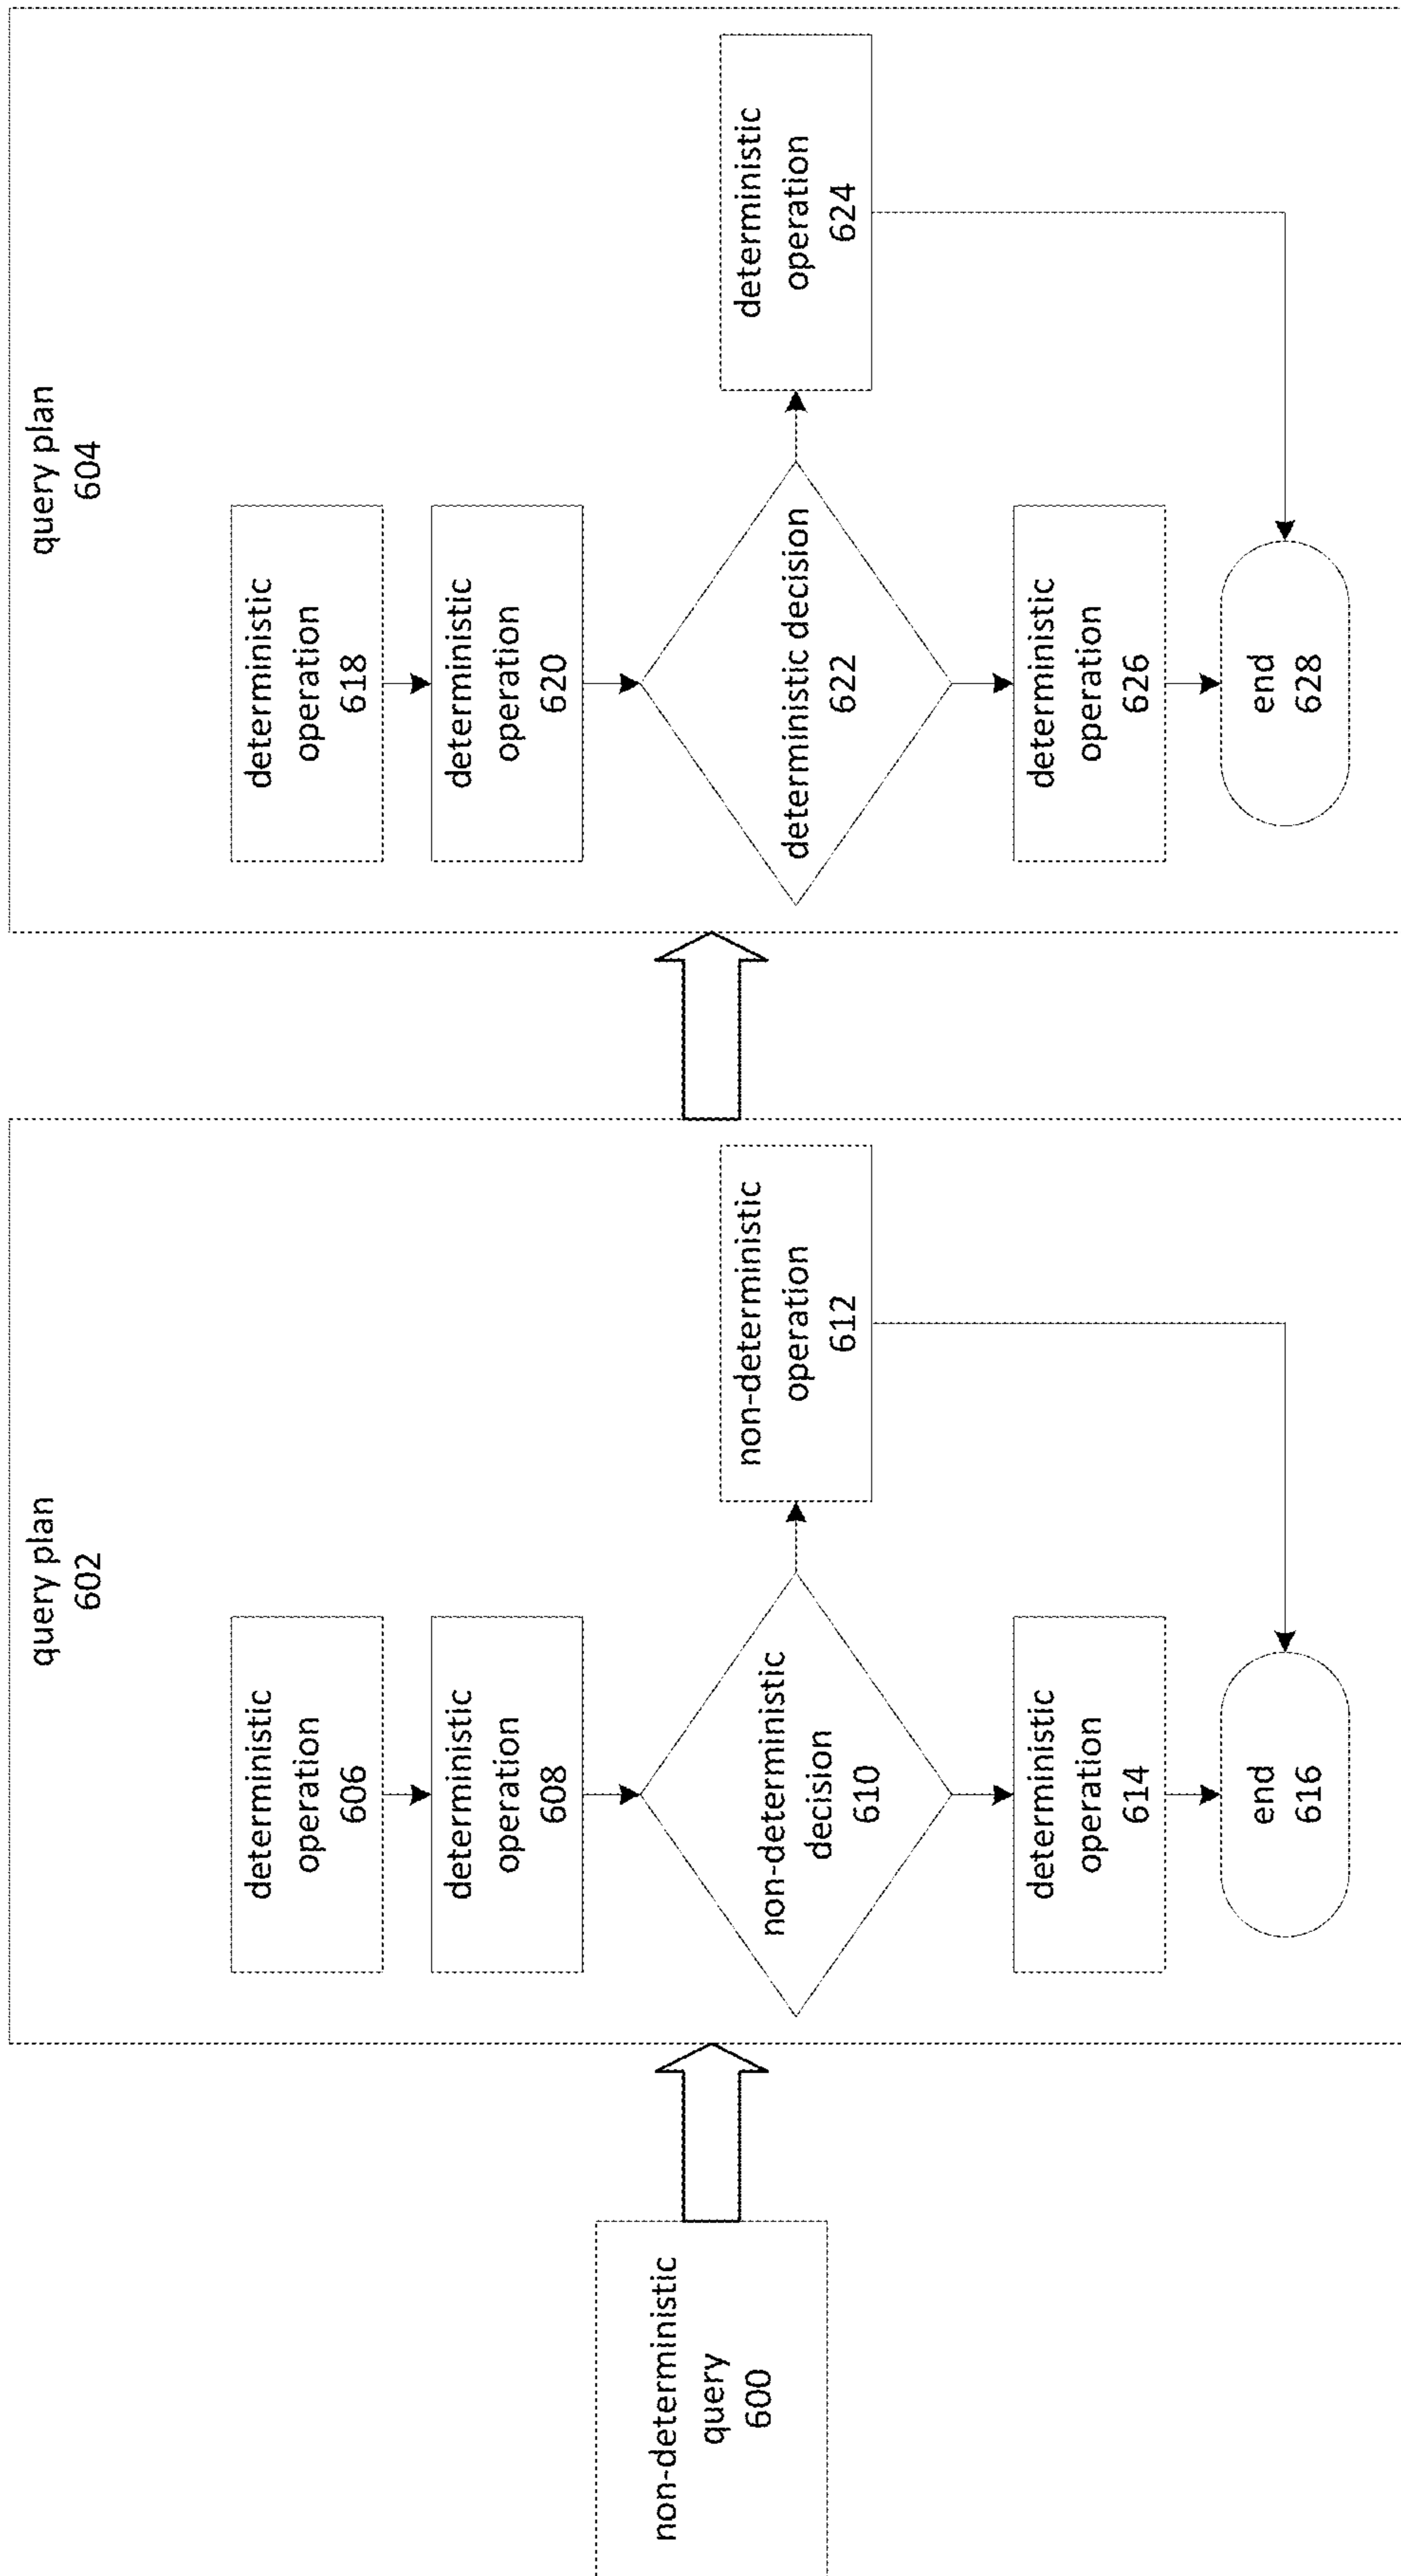 non-deterministic
query
600
query plan
602
deterministic
operation
606
deterministic
operation
608
non-deterministic
decision
610
non-deterministic
operation
612
deterministic
operation
614
end
616
query plan
604
deterministic
operation
618
deterministic
operation
620
deterministic decision
622
deterministic
operation
624
deterministic
operation
626
end
628